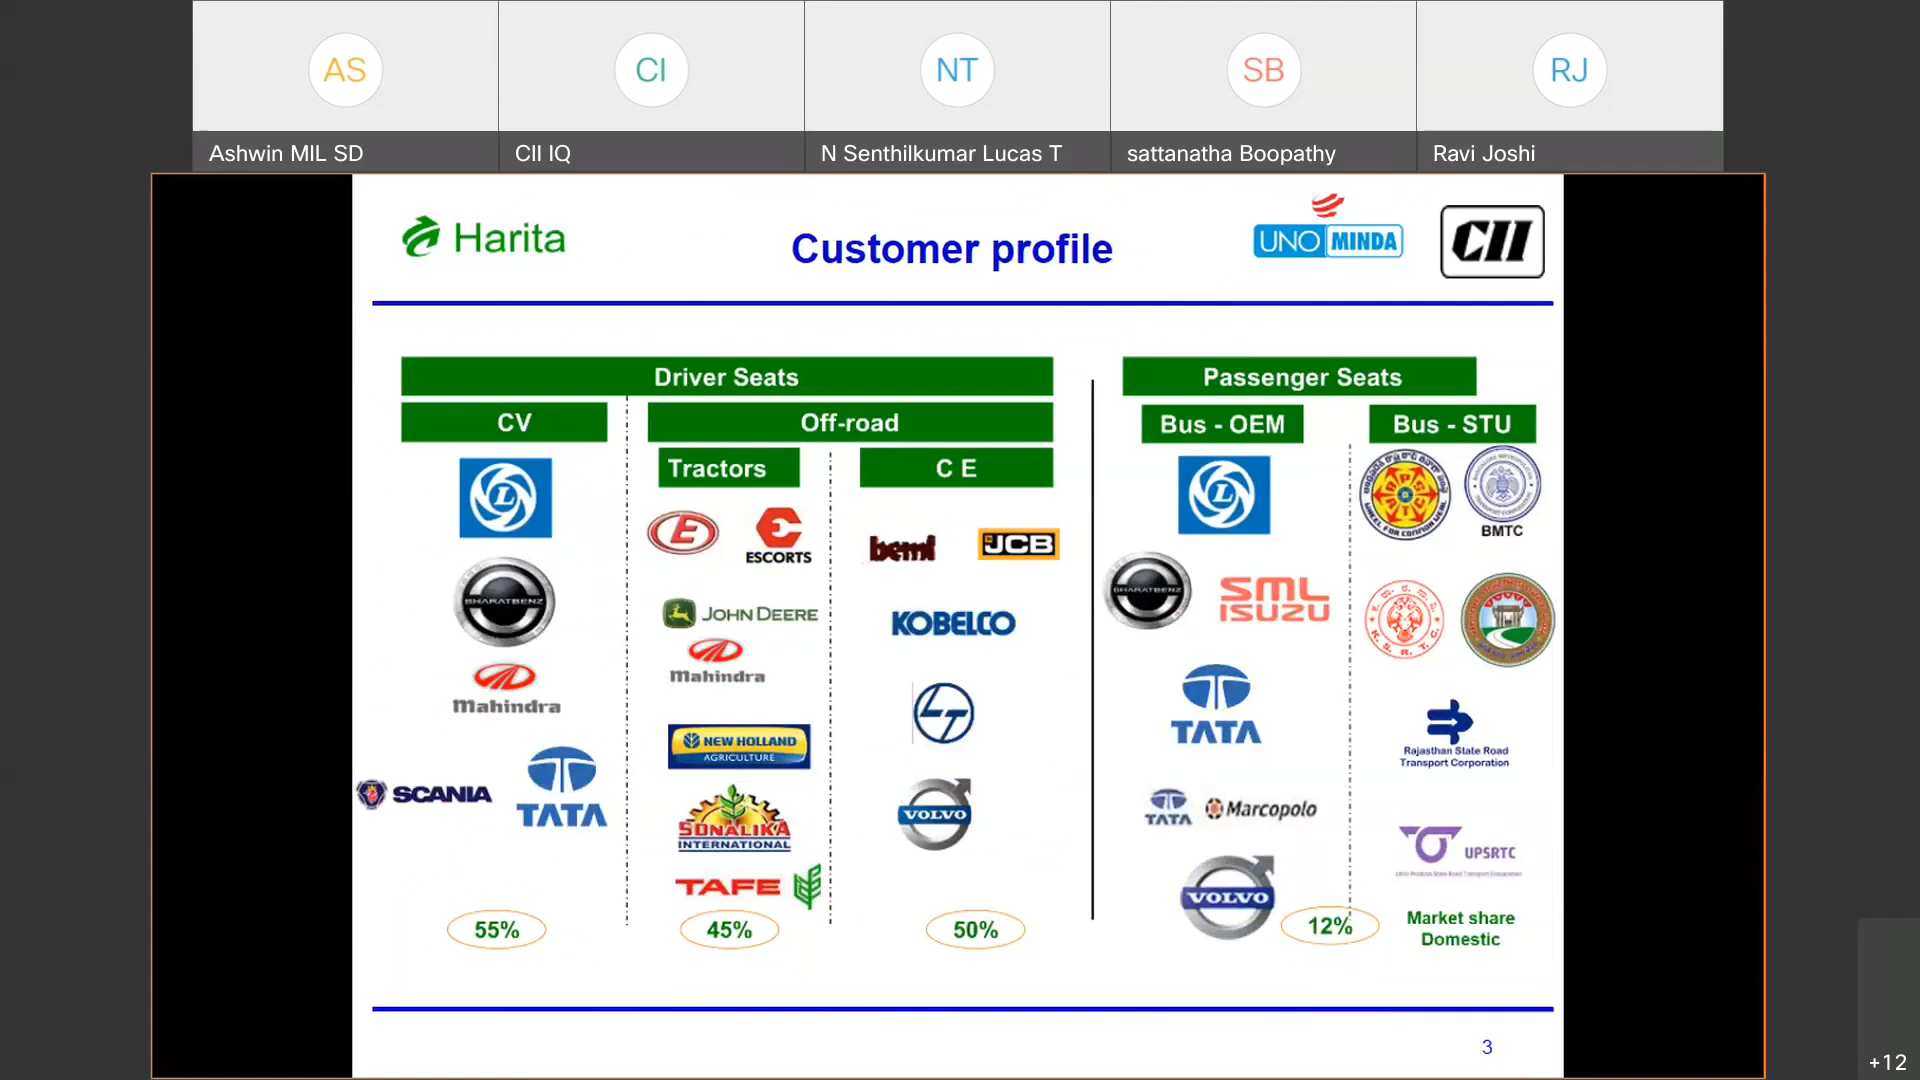 AS
CI
NT
SB
RJ
Ashwin MIL SD
CII IQ
N Senthilkumar Lucas T
sattanatha Boopathy
Ravi Joshi
Harita
Customer profile
UNO MINDA
CII
Driver Seats
Passenger Seats
CV
Off-road
Bus - OEM
Bus - STU
Tractors
C E
L
BHARATBENZ
Mahindra
SCANIA
TATA
55%
E
ESCORTS
JOHN DEERE
Mahindra
NEW HOLLAND
AGRICULTURE
SONALIKA
INTERNATIONAL
TAFE
45%
beml
JCB
KOBELCO
LT
VOLVO
50%
L
BHARATBENZ
SML
ISUZU
TATA
TATA Marcopolo
VOLVO
12%
BMTC
K. S. R. T. C.
Rajasthan State Road
Transport Corporation
UPSRTC
Market share
Domestic
3
+12